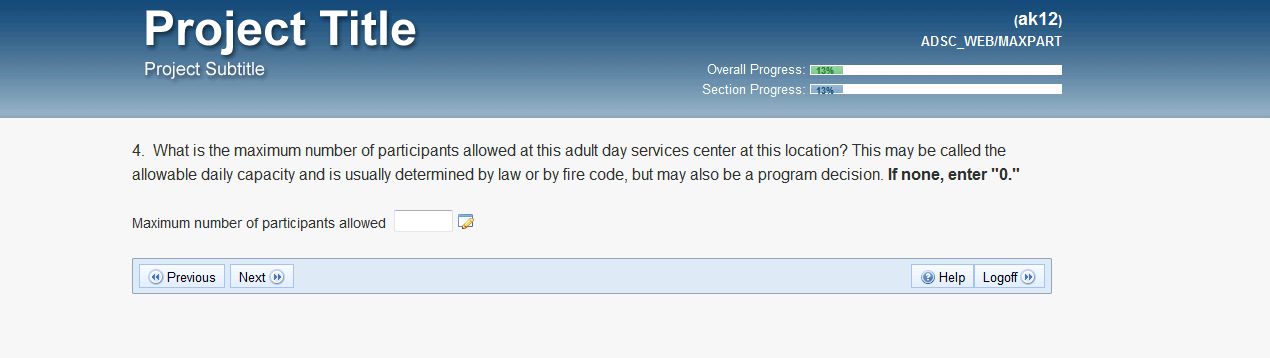 Project Title
Project Subtitle
(ak12)
ADSC_WEB/MAXPART
Overall Progress: 13%
Section Progress: 13%
4. What is the maximum number of participants allowed at this adult day services center at this location? This may be called the
allowable daily capacity and is usually determined by law or by fire code, but may also be a program decision. If none, enter "0."
Maximum number of participants allowed
Previous Next Help Logoff